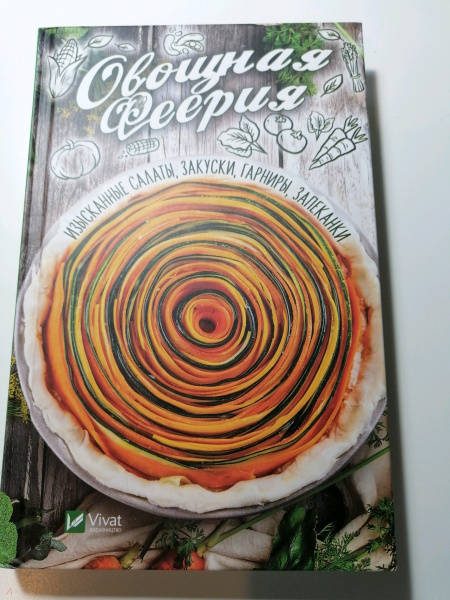 Овощная
Феерия
ИЗЫСКАННЫЕ САЛАТЫ, ЗАКУСКИ, ГАРНИРЫ, ЗАПЕКАНКИ
Vivat